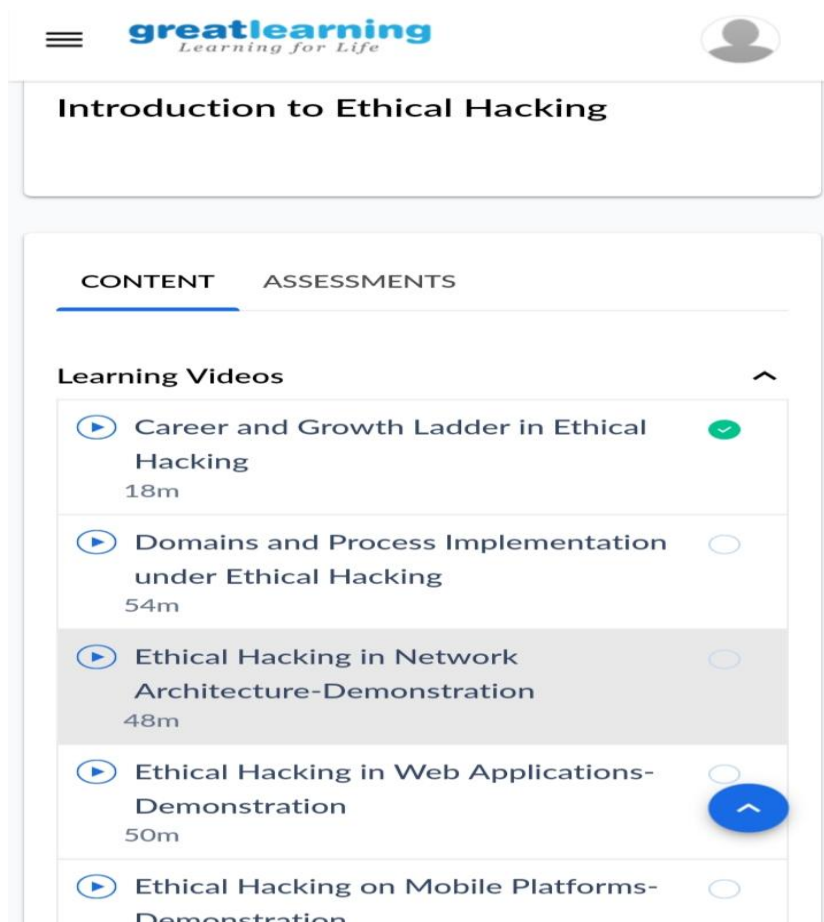 greatlearning
Learning for Life
Introduction to Ethical Hacking
CONTENT ASSESSMENTS
Learning Videos
Career and Growth Ladder in Ethical
Hacking
18m
Domains and Process Implementation
under Ethical Hacking
54m
Ethical Hacking in Network
Architecture-Demonstration
48m
Ethical Hacking in Web Applications-
Demonstration
50m
Ethical Hacking on Mobile Platforms-
Demonstration